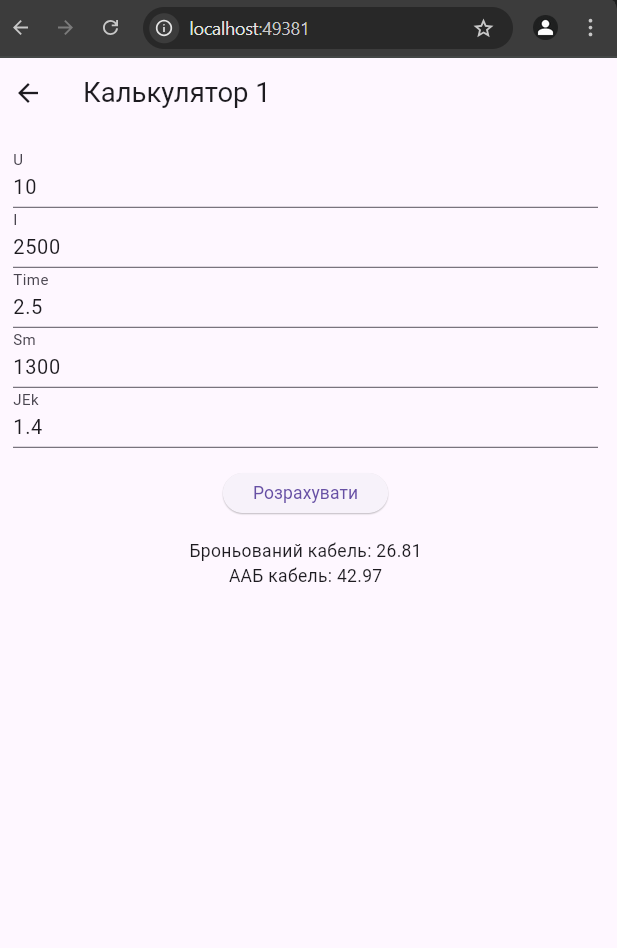 localhost:49381
Калькулятор 1
U
10
I
2500
Time
2.5
Sm
1300
JEk
1.4
Розрахувати
Броньований кабель: 26.81
ААБ кабель: 42.97